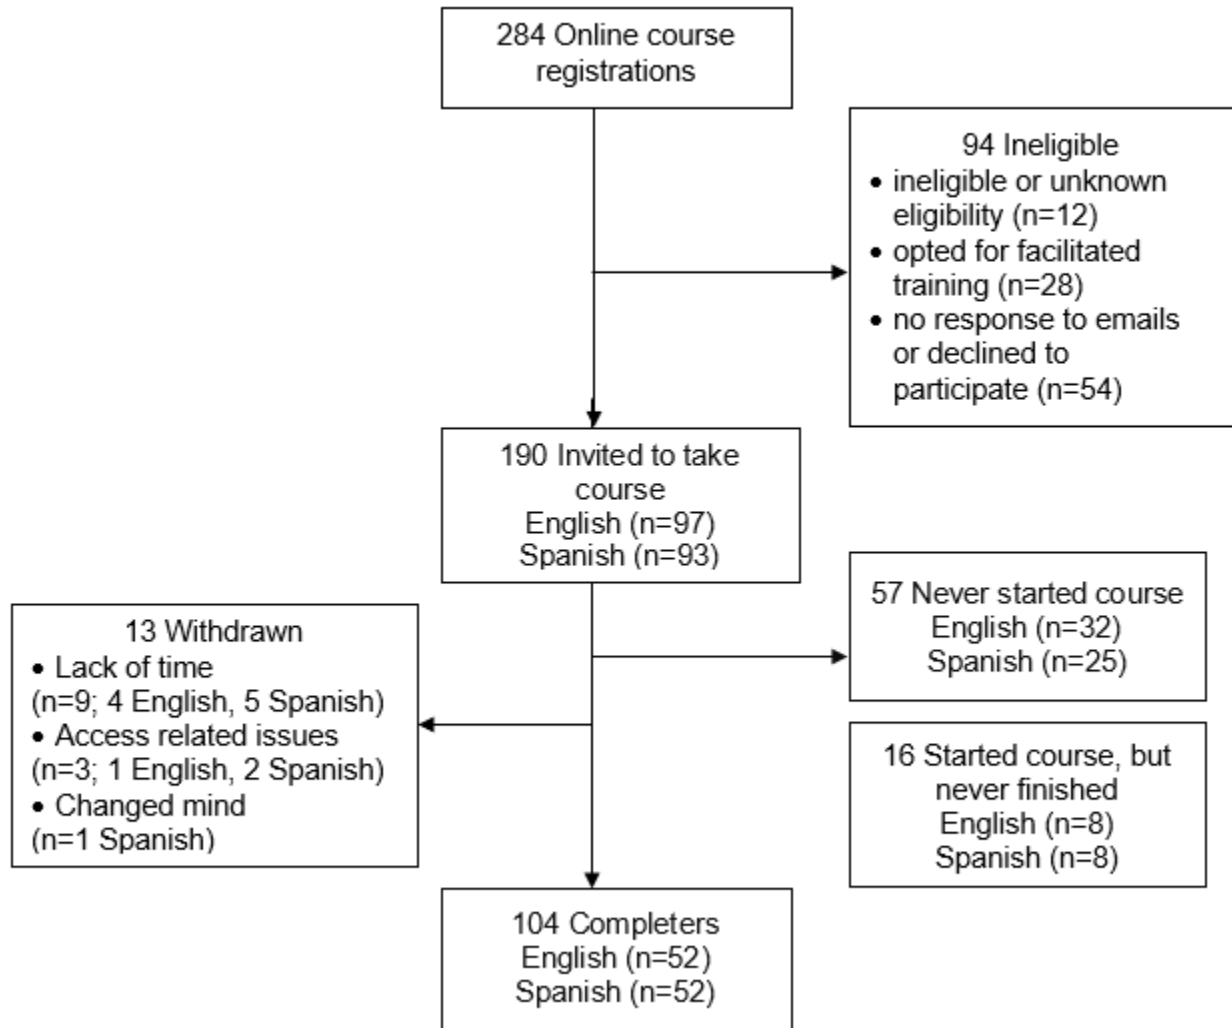 284 Online course
registrations
94 Ineligible
• ineligible or unknown
eligibility (n=12)
• opted for facilitated
training (n=28)
• no response to emails
or declined to
participate (n=54)
190 Invited to take
course
English (n=97)
Spanish (n=93)
57 Never started course
English (n=32)
Spanish (n=25)
13 Withdrawn
• Lack of time
(n=9; 4 English, 5 Spanish)
• Access related issues
(n=3; 1 English, 2 Spanish)
• Changed mind
(n=1 Spanish)
16 Started course, but
never finished
English (n=8)
Spanish (n=8)
104 Completers
English (n=52)
Spanish (n=52)